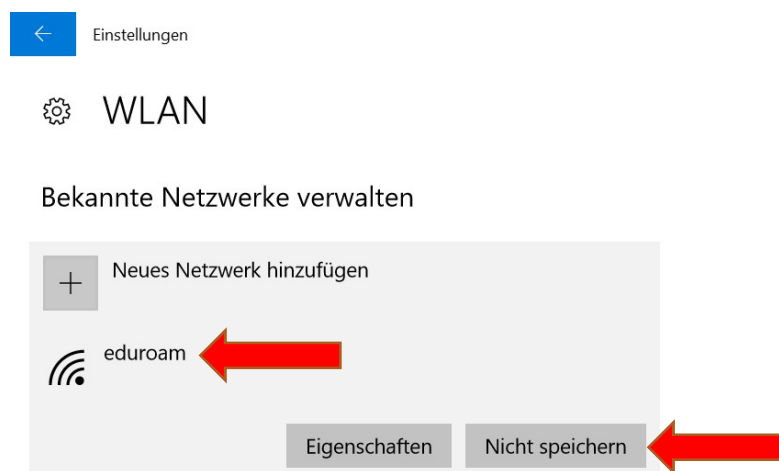 Einstellungen
WLAN
Bekannte Netzwerke verwalten
Neues Netzwerk hinzufügen
eduroam
Eigenschaften Nicht speichern